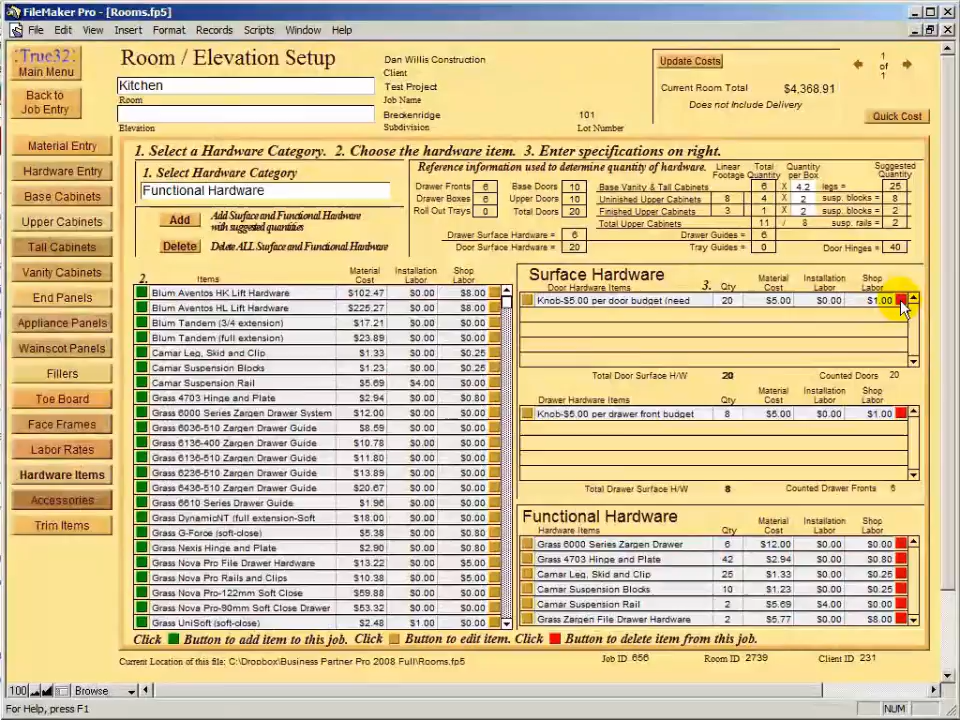 FileMaker Pro - [Rooms.fp5]
File Edit View Insert Format Records Scripts Window Help
True32
Main Menu
Back to
Job Entry
Material Entry
Hardware Entry
Base Cabinets
Upper Cabinets
Tall Cabinets
Vanity Cabinets
End Panels
Appliance Panels
Wainscot Panels
Fillers
Toe Board
Face Frames
Labor Rates
Hardware Items
Accessories
Trim Items
Room / Elevation Setup
Kitchen
Room
Elevation
Dan Willis Construction
Client
Test Project
Job Name
Breckenridge 101
Subdivision Lot Number
Update Costs
Current Room Total $4,368.91
Does not Include Delivery
1
of
1
Quick Cost
1. Select a Hardware Category. 2. Choose the hardware item. 3. Enter specifications on right.
1. Select Hardware Category
Functional Hardware
Add Add Surface and Functional Hardware
with suggested quantities
Delete Delete ALL Surface and Functional Hardware
Reference information used to determine quantity of hardware.
Linear Footage Total Quantity Quantity per Box Suggested Quantity
Drawer Fronts 6 Base Doors 10 Base Vanity & Tall Cabinets 6 X 4.2 legs = 25
Drawer Boxes 6 Upper Doors 10 Uninished Upper Cabinets 8 4 X 2 susp. blocks = 8
Roll Out Trays 0 Total Doors 20 Finished Upper Cabinets 3 1 X 2 susp. blocks = 2
Total Upper Cabinets 11 / 8 susp. rails = 2
Drawer Surface Hardware = 6 Drawer Guides = 6
Door Surface Hardware = 20 Tray Guides = 0 Door Hinges = 40
2. Items Material Cost Installation Labor Shop Labor
Blum Aventos HK Lift Hardware $102.47 $0.00 $8.00
Blum Aventos HL Lift Hardware $225.27 $0.00 $8.00
Blum Tandem (3/4 extension) $17.21 $0.00 $0.00
Blum Tandem (full extension) $23.89 $0.00 $0.00
Camar Leg, Skid and Clip $1.33 $0.00 $0.25
Camar Suspension Blocks $1.23 $0.00 $0.25
Camar Suspension Rail $5.69 $4.00 $0.00
Grass 4703 Hinge and Plate $2.94 $0.00 $0.80
Grass 6000 Series Zargen Drawer System $12.00 $0.00 $0.00
Grass 6036-510 Zargen Drawer Guide $8.59 $0.00 $0.00
Grass 6136-400 Zargen Drawer Guide $10.78 $0.00 $0.00
Grass 6136-510 Zargen Drawer Guide $11.80 $0.00 $0.00
Grass 6236-510 Zargen Drawer Guide $13.89 $0.00 $0.00
Grass 6436-510 Zargen Drawer Guide $20.67 $0.00 $0.00
Grass 6610 Series Drawer Guide $1.96 $0.00 $0.00
Grass DynamicNT (full extension-Soft $18.00 $0.00 $0.00
Grass G-Force (soft-close) $5.38 $0.00 $0.80
Grass Nexis Hinge and Plate $2.90 $0.00 $0.80
Grass Nova Pro File Drawer Hardware $13.22 $0.00 $5.00
Grass Nova Pro Rails and Clips $10.38 $0.00 $5.00
Grass Nova Pro-122mm Soft Close $59.88 $0.00 $0.00
Grass Nova Pro-90mm Soft Close Drawer $53.32 $0.00 $0.00
Grass UniSoft (soft-close) $2.48 $0.00 $1.00
Surface Hardware
Door Hardware Items 3. Qty Material Cost Installation Labor Shop Labor
Knob-$5.00 per door budget (need 20 $5.00 $0.00 $1.00
Total Door Surface H/W 20 Counted Doors 20
Drawer Hardware Items Qty Material Cost Installation Labor Shop Labor
Knob-$5.00 per drawer front budget 8 $5.00 $0.00 $1.00
Total Drawer Surface H/W 8 Counted Drawer Fronts 6
Functional Hardware
Hardware Items Qty Material Cost Installation Labor Shop Labor
Grass 6000 Series Zargen Drawer 6 $12.00 $0.00 $0.00
Grass 4703 Hinge and Plate 42 $2.94 $0.00 $0.80
Camar Leg, Skid and Clip 25 $1.33 $0.00 $0.25
Camar Suspension Blocks 10 $1.23 $0.00 $0.25
Camar Suspension Rail 2 $5.69 $4.00 $0.00
Grass Zargen File Drawer Hardware 2 $5.77 $0.00 $8.00
Click Button to add item to this job. Click Button to edit item. Click Button to delete item from this job.
Current Location of this file: C:\Dropbox\Business Partner Pro 2008 Full\Rooms.fp5 Job ID 656 Room ID 2739 Client ID 231
100 Browse
For Help, press F1 NUM